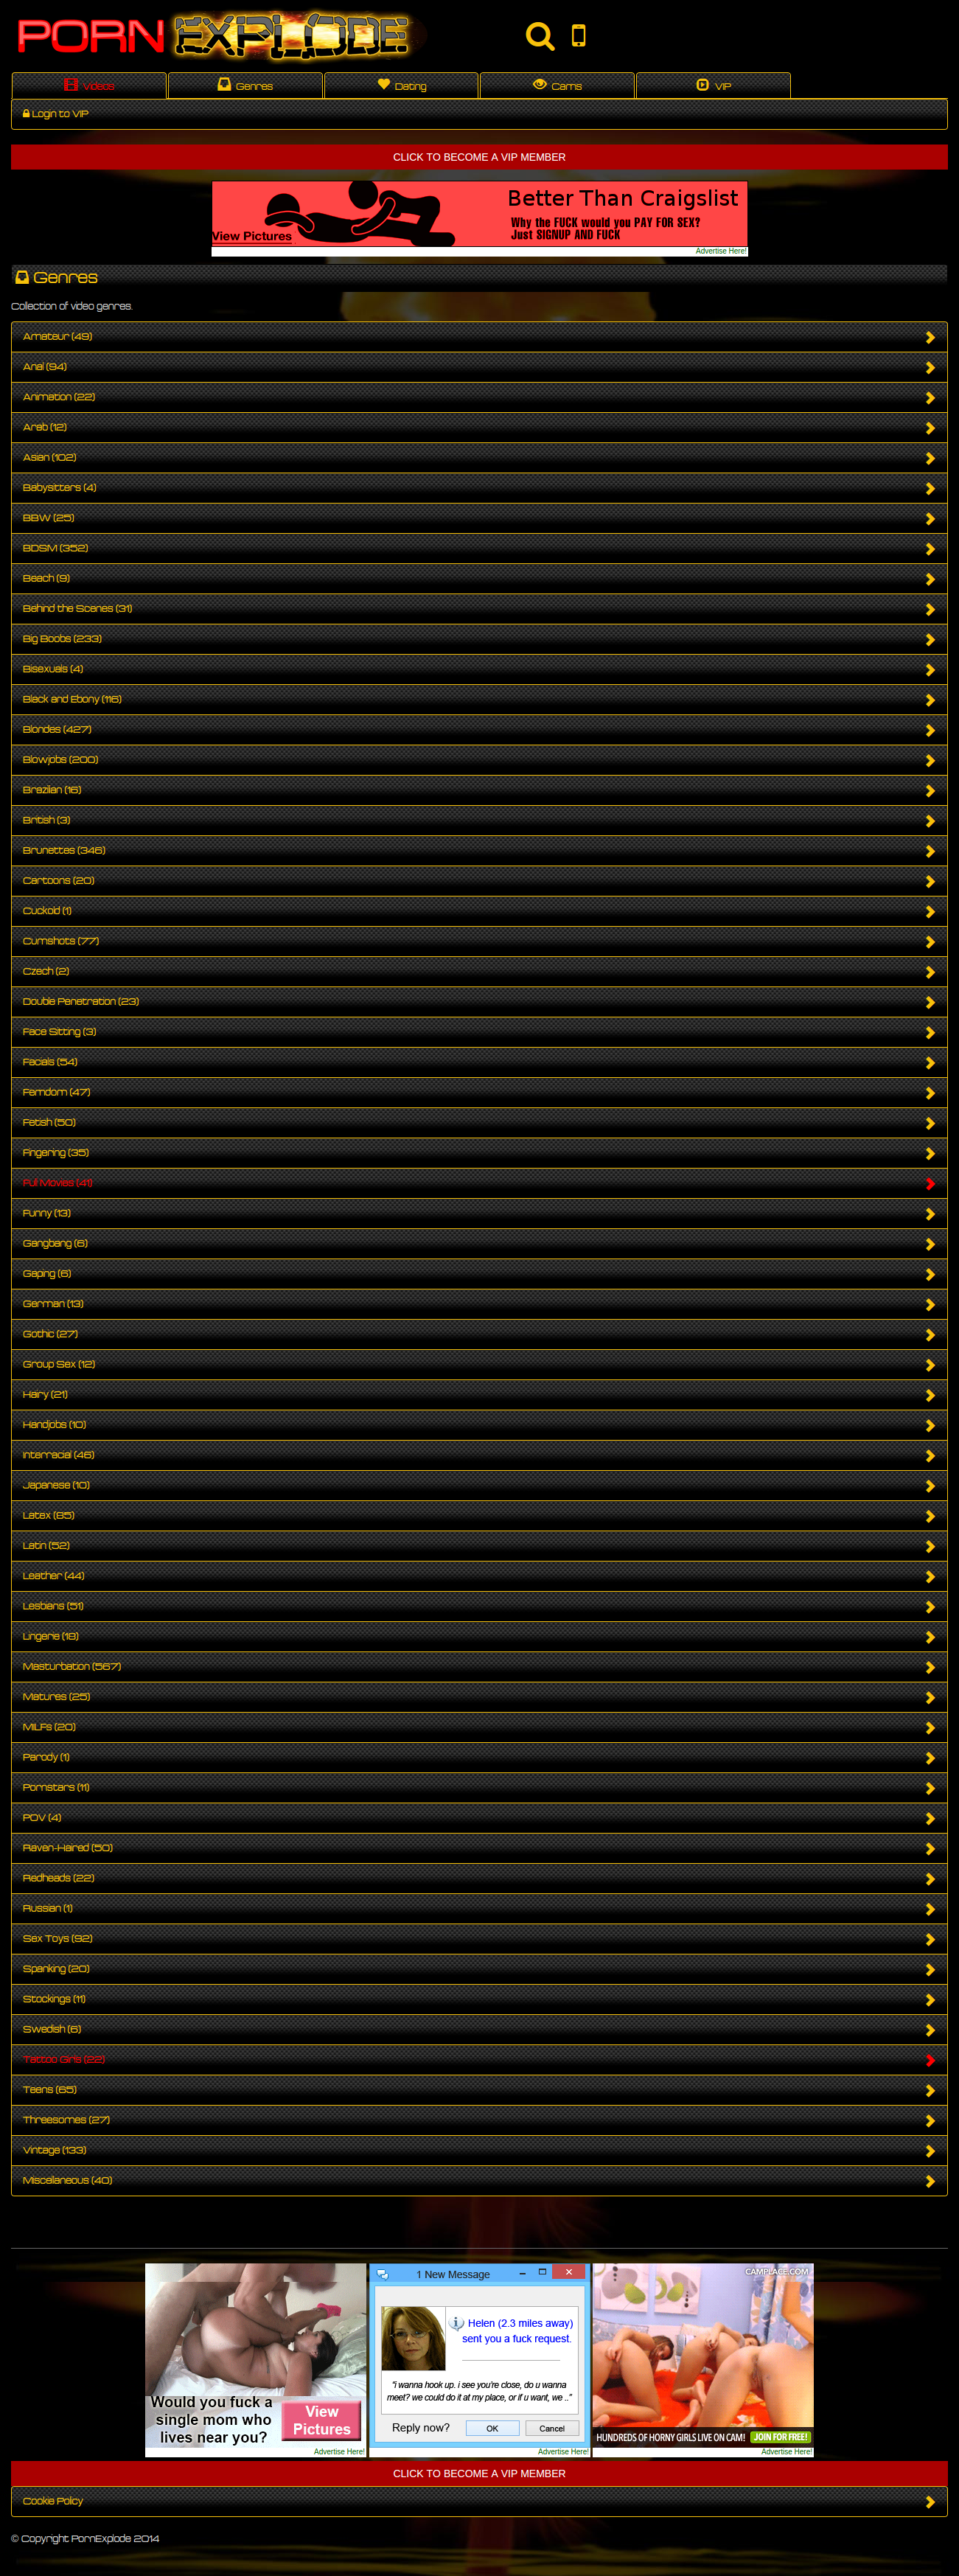 PORN EXPLODE
Videos
Genres
Dating
Cams
VIP
Login to VIP
CLICK TO BECOME A VIP MEMBER
Better Than Craigslist
Why the FUCK would you PAY FOR SEX?
Just SIGNUP AND FUCK
View Pictures
Advertise Here!
Genres
Collection of video genres.
Amateur (49)
Anal (94)
Animation (22)
Arab (12)
Asian (102)
Babysitters (4)
BBW (25)
BDSM (352)
Beach (9)
Behind the Scenes (31)
Big Boobs (233)
Bisexuals (4)
Black and Ebony (116)
Blondes (427)
Blowjobs (200)
Brazilian (16)
British (3)
Brunettes (346)
Cartoons (20)
Cuckold (1)
Cumshots (77)
Czech (2)
Double Penetration (23)
Face Sitting (3)
Facials (54)
Femdom (47)
Fetish (50)
Fingering (35)
Full Movies (41)
Funny (13)
Gangbang (6)
Gaping (6)
German (13)
Gothic (27)
Group Sex (12)
Hairy (21)
Handjobs (10)
Interracial (46)
Japanese (10)
Latex (85)
Latin (52)
Leather (44)
Lesbians (51)
Lingerie (18)
Masturbation (567)
Matures (25)
MILFs (20)
Parody (1)
Pornstars (11)
POV (4)
Raven-Haired (50)
Redheads (22)
Russian (1)
Sex Toys (92)
Spanking (20)
Stockings (11)
Swedish (6)
Tattoo Girls (22)
Teens (65)
Threesomes (27)
Vintage (133)
Miscellaneous (40)
Would you fuck a
single mom who
lives near you?
View
Pictures
Advertise Here!
1 New Message
Helen (2.3 miles away)
sent you a fuck request.
"i wanna hook up. i see you're close, do u wanna
meet? we could do it at my place, or if u want, we .."
Reply now?
OK
Cancel
Advertise Here!
CAMPLACE.COM
HUNDREDS OF HORNY GIRLS LIVE ON CAM!
JOIN FOR FREE!
Advertise Here!
CLICK TO BECOME A VIP MEMBER
Cookie Policy
© Copyright PornExplode 2014